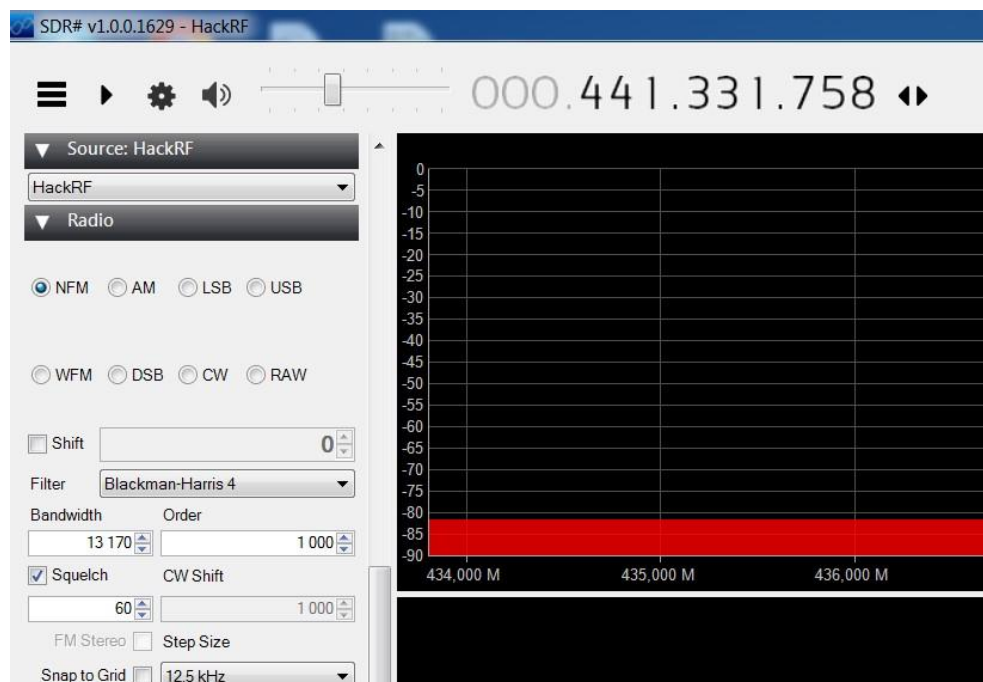 SDR# v1.0.0.1629 - HackRF
000.441.331.758
Source: HackRF
HackRF
Radio
NFM AM LSB USB
WFM DSB CW RAW
Shift 0
Filter Blackman-Harris 4
Bandwidth Order
13 170 1 000
Squelch CW Shift
60 1 000
FM Stereo Step Size
Snap to Grid 12.5 kHz
0
-5
-10
-15
-20
-25
-30
-35
-40
-45
-50
-55
-60
-65
-70
-75
-80
-85
-90
434,000 M 435,000 M 436,000 M